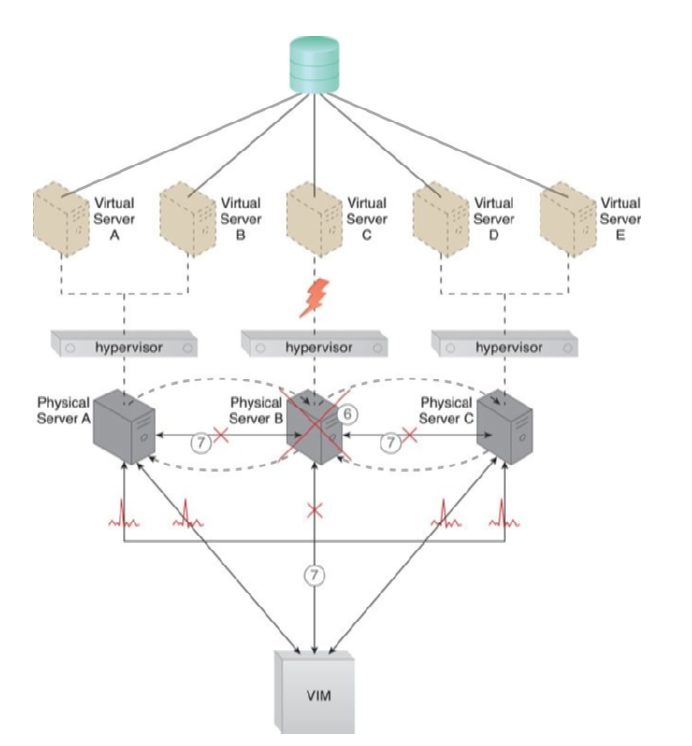 Virtual
Server
A
Virtual
Server
B
Virtual
Server
C
Virtual
Server
D
Virtual
Server
E
hypervisor
hypervisor
hypervisor
Physical
Server A
Physical
Server B
Physical
Server C
6
7
7
7
VIM